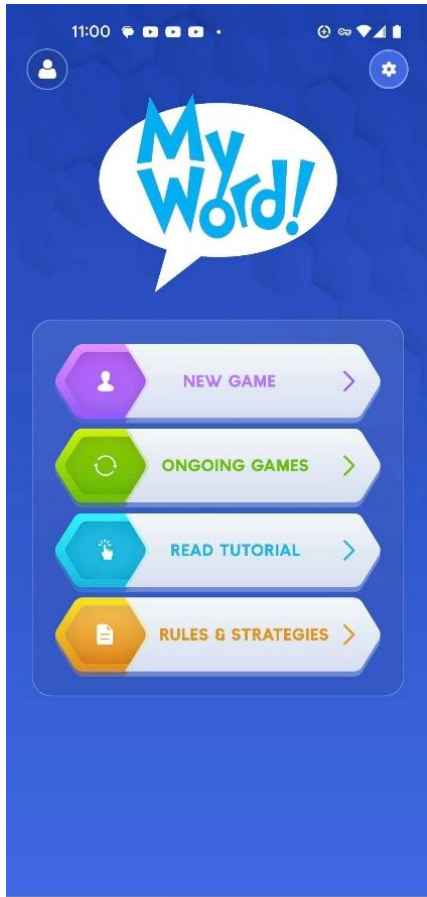 11:00
My
Word!
NEW GAME
ONGOING GAMES
READ TUTORIAL
RULES & STRATEGIES